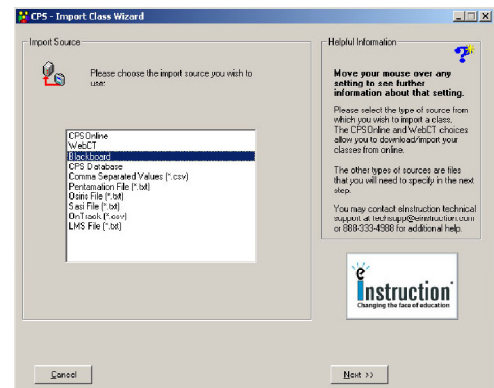 CPS - Import Class Wizard
Import Source
Please choose the import source you wish to
use:
CPSOnline
WebCT
Blackboard
CPS Database
Comma Separated Values (*.csv)
Pentamation File (*.txt)
Osiris File (*.txt)
Sasi File (*.txt)
OnTrack (*.csv)
LMS File (*.txt)
Cancel
Helpful Information
Move your mouse over any
setting to see further
information about that setting.
Please select the type of source from
which you wish to import a class.
The CPSOnline and WebCT choices
allow you to download/import your
classes from online.
The other types of sources are files
that you will need to specify in the next
step.
You may contact eInstruction technical
support at techsupp@einstruction.com
or 888-333-4988 for additional help.
eInstruction
Changing the face of education
Next >>